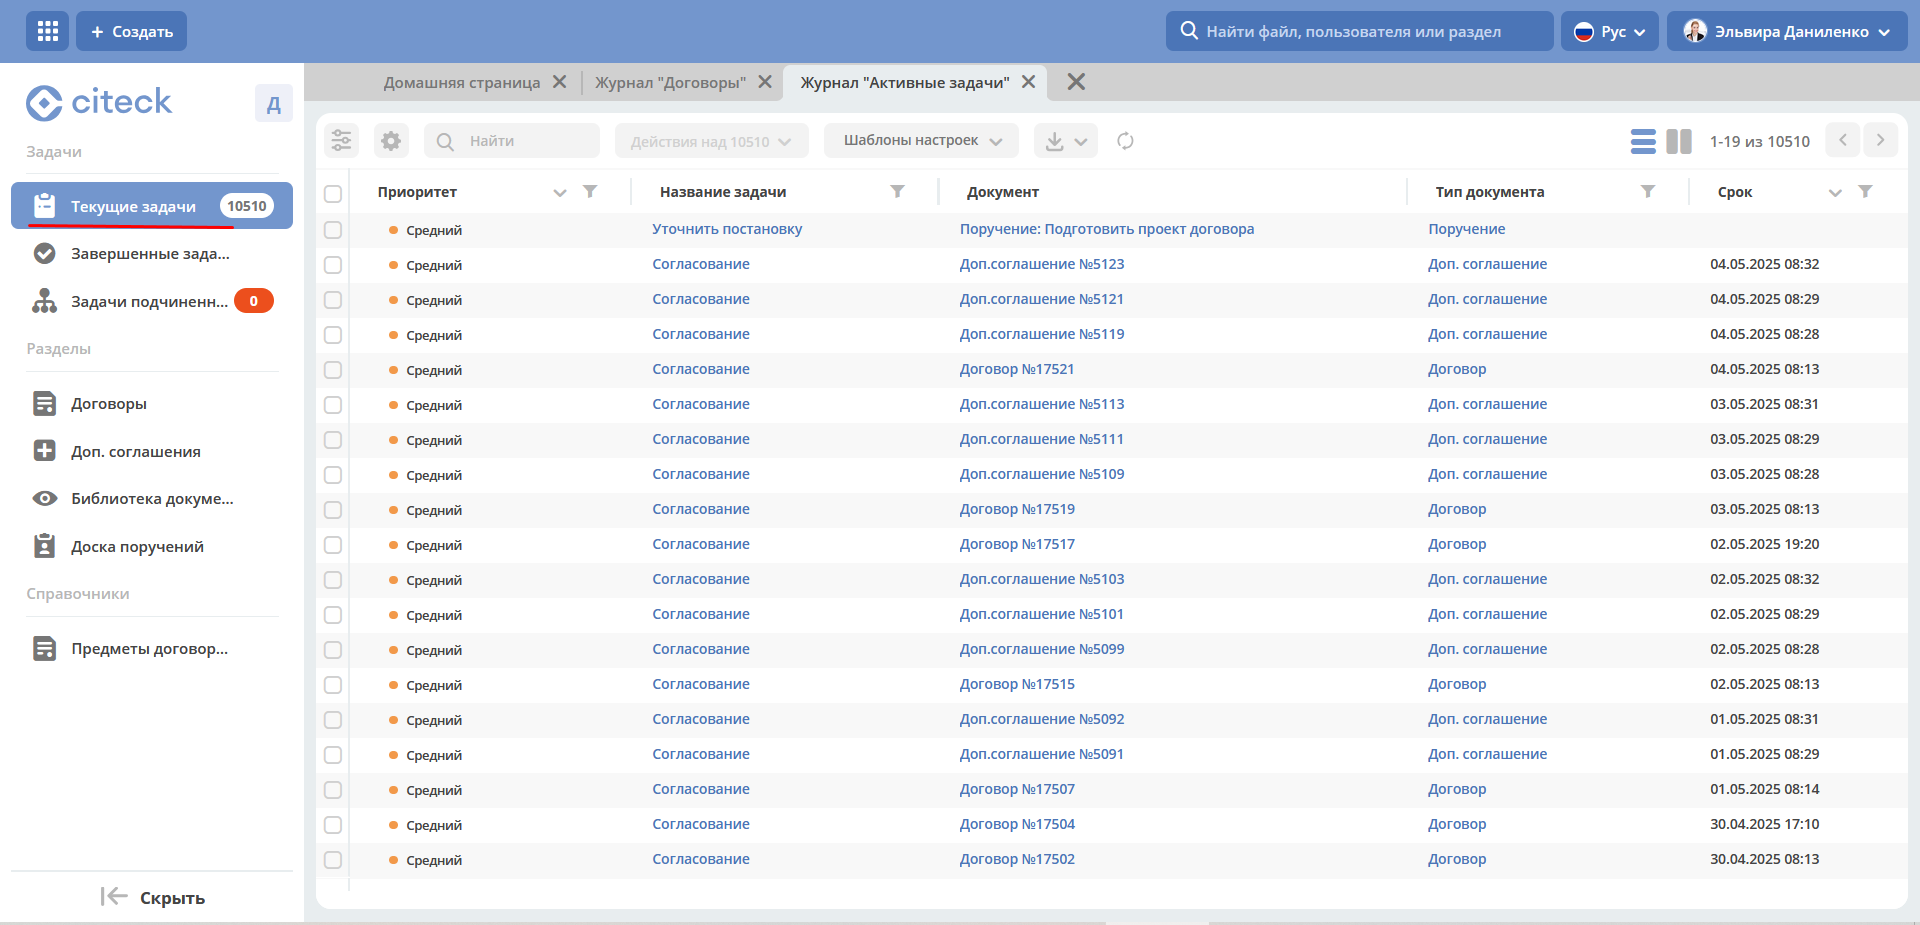 + Создать
Найти файл, пользователя или раздел
Рус
Эльвира Даниленко
citeck
Д
Домашняя страница
Журнал "Договоры"
Журнал "Активные задачи"
Задачи
Текущие задачи 10510
Завершенные зада...
Задачи подчиненн... 0
Разделы
Договоры
Доп. соглашения
Библиотека докуме...
Доска поручений
Справочники
Предметы договор...
Скрыть
Найти
Действия над 10510
Шаблоны настроек
1-19 из 10510
Приоритет Название задачи Документ Тип документа Срок
Средний Уточнить постановку Поручение: Подготовить проект договора Поручение
Средний Согласование Доп.соглашение №5123 Доп. соглашение 04.05.2025 08:32
Средний Согласование Доп.соглашение №5121 Доп. соглашение 04.05.2025 08:29
Средний Согласование Доп.соглашение №5119 Доп. соглашение 04.05.2025 08:28
Средний Согласование Договор №17521 Договор 04.05.2025 08:13
Средний Согласование Доп.соглашение №5113 Доп. соглашение 03.05.2025 08:31
Средний Согласование Доп.соглашение №5111 Доп. соглашение 03.05.2025 08:29
Средний Согласование Доп.соглашение №5109 Доп. соглашение 03.05.2025 08:28
Средний Согласование Договор №17519 Договор 03.05.2025 08:13
Средний Согласование Договор №17517 Договор 02.05.2025 19:20
Средний Согласование Доп.соглашение №5103 Доп. соглашение 02.05.2025 08:32
Средний Согласование Доп.соглашение №5101 Доп. соглашение 02.05.2025 08:29
Средний Согласование Доп.соглашение №5099 Доп. соглашение 02.05.2025 08:28
Средний Согласование Договор №17515 Договор 02.05.2025 08:13
Средний Согласование Доп.соглашение №5092 Доп. соглашение 01.05.2025 08:31
Средний Согласование Доп.соглашение №5091 Доп. соглашение 01.05.2025 08:29
Средний Согласование Договор №17507 Договор 01.05.2025 08:14
Средний Согласование Договор №17504 Договор 30.04.2025 17:10
Средний Согласование Договор №17502 Договор 30.04.2025 08:13